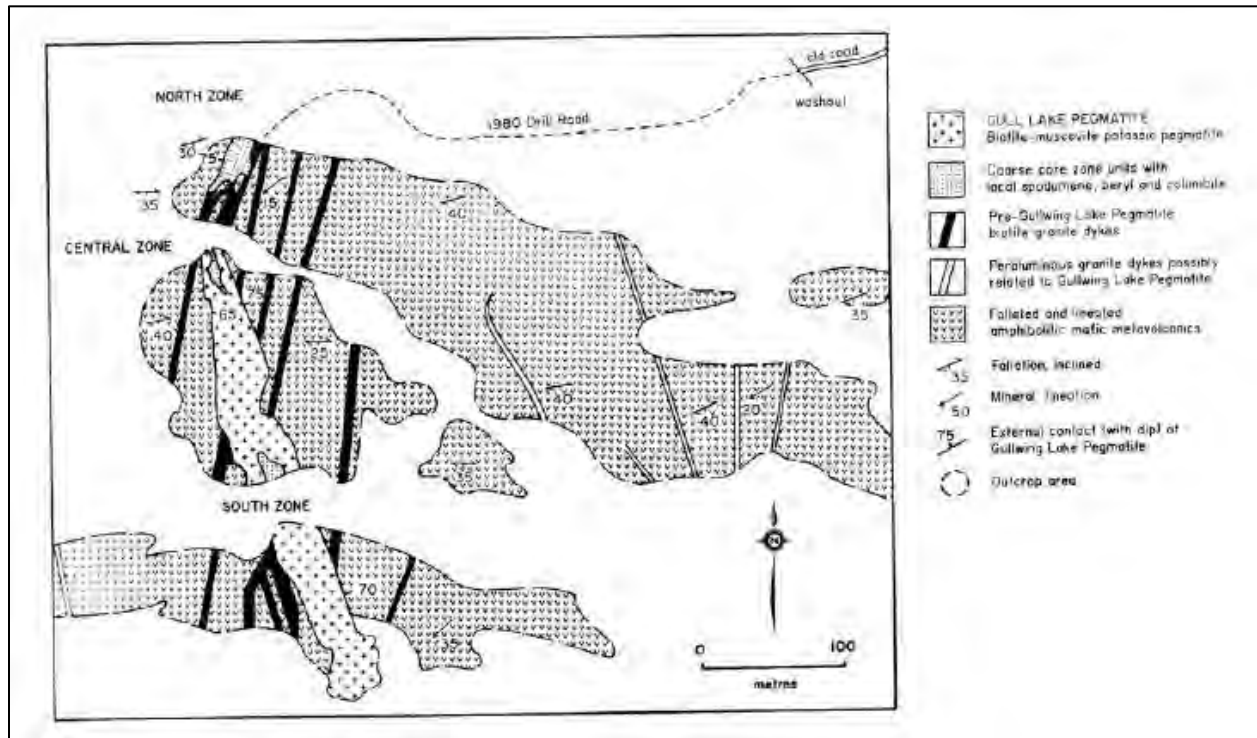 old road
washout
1980 Drill Road
NORTH ZONE
30
75
35
15
40
CENTRAL ZONE
75
65
40
25
35
40
40
20
35
SOUTH ZONE
70
35
0 100
metres
N
GULL LAKE PEGMATITE
Biotite-muscovite potassic pegmatite
Coarse core zone units with
local spodumene, beryl and columbite
Pre-Gullwing Lake Pegmatite
biotite granite dykes
Peraluminous granite dykes possibly
related to Gullwing Lake Pegmatite
Foliated and lineated
amphibolitic mafic metavolcanics
Foliation, inclined
35
Mineral lineation
50
75
External contact (with dip) of
Gullwing Lake Pegmatite
Outcrop area